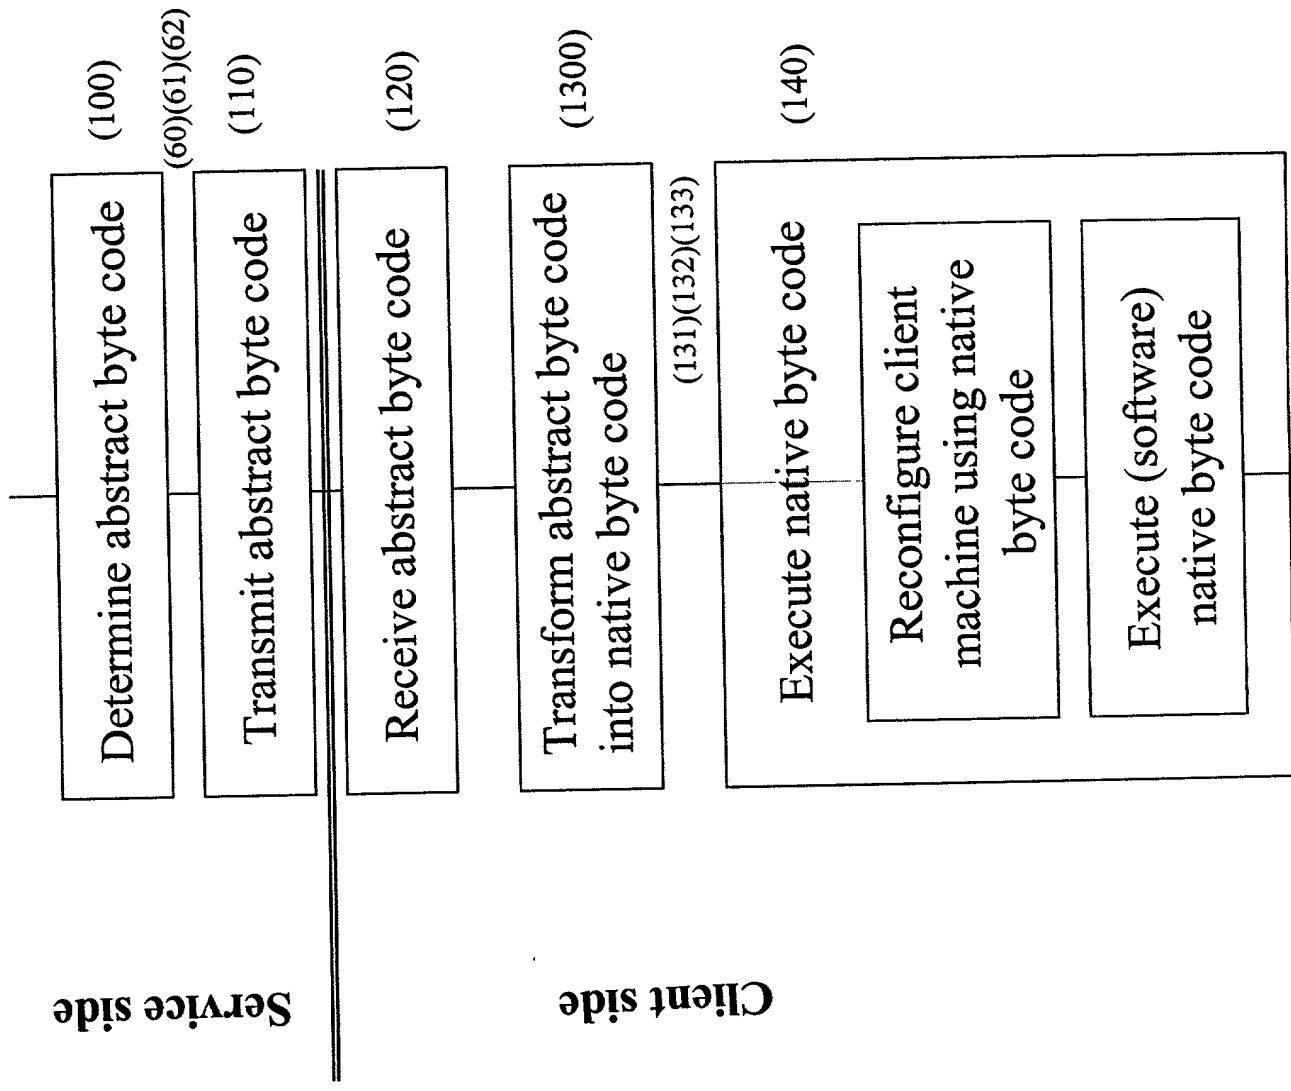 Service side
Determine abstract byte code
(100)
(60)(61)(62)
Transmit abstract byte code
(110)
Client side
Receive abstract byte code
(120)
Transform abstract byte code
into native byte code
(1300)
(131)(132)(133)
Execute native byte code
(140)
Reconfigure client
machine using native
byte code
Execute (software)
native byte code